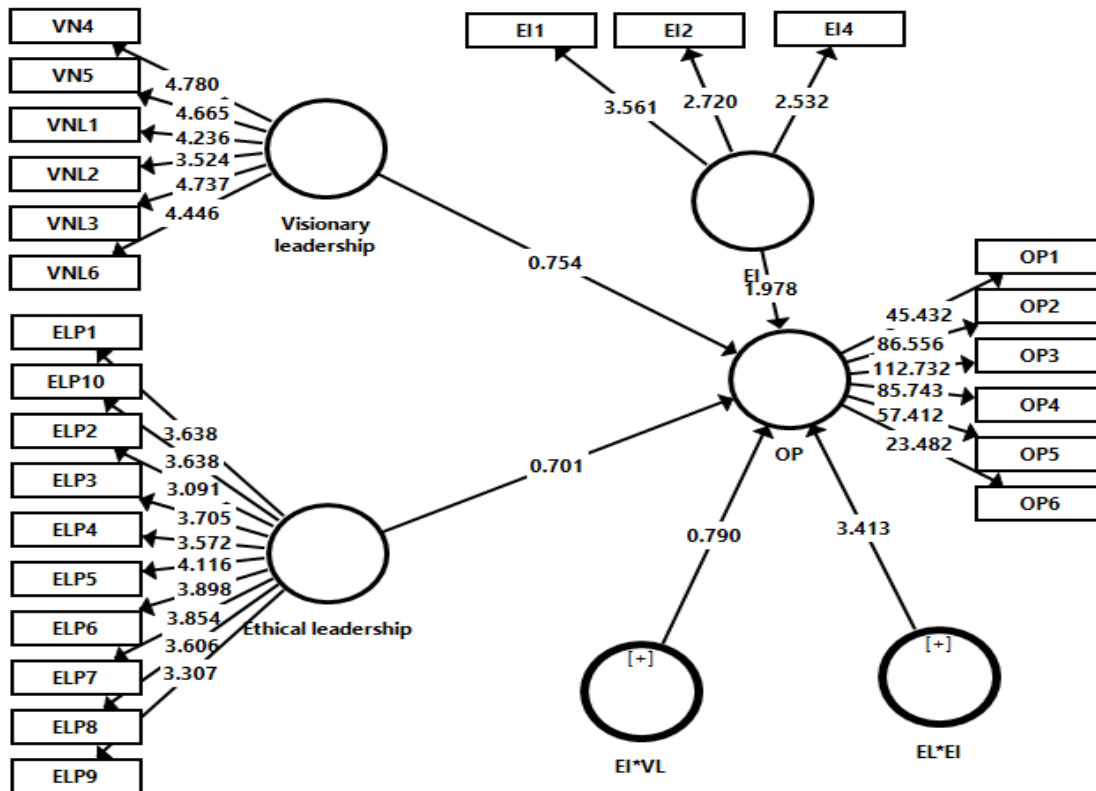 VN4
VN5
VNL1
VNL2
VNL3
VNL6
4.780
4.665
4.236
3.524
4.737
4.446
Visionary
leadership
EI1
EI2
EI4
3.561
2.720
2.532
EI
1.978
0.754
OP1
OP2
OP3
OP4
OP5
OP6
45.432
86.556
112.732
85.743
57.412
23.482
OP
ELP1
ELP10
ELP2
ELP3
ELP4
ELP5
ELP6
ELP7
ELP8
ELP9
3.638
3.638
3.091
3.705
3.572
4.116
3.898
3.854
3.606
3.307
Ethical leadership
0.701
0.790
3.413
[+]
EI*VL
[+]
EL*EI